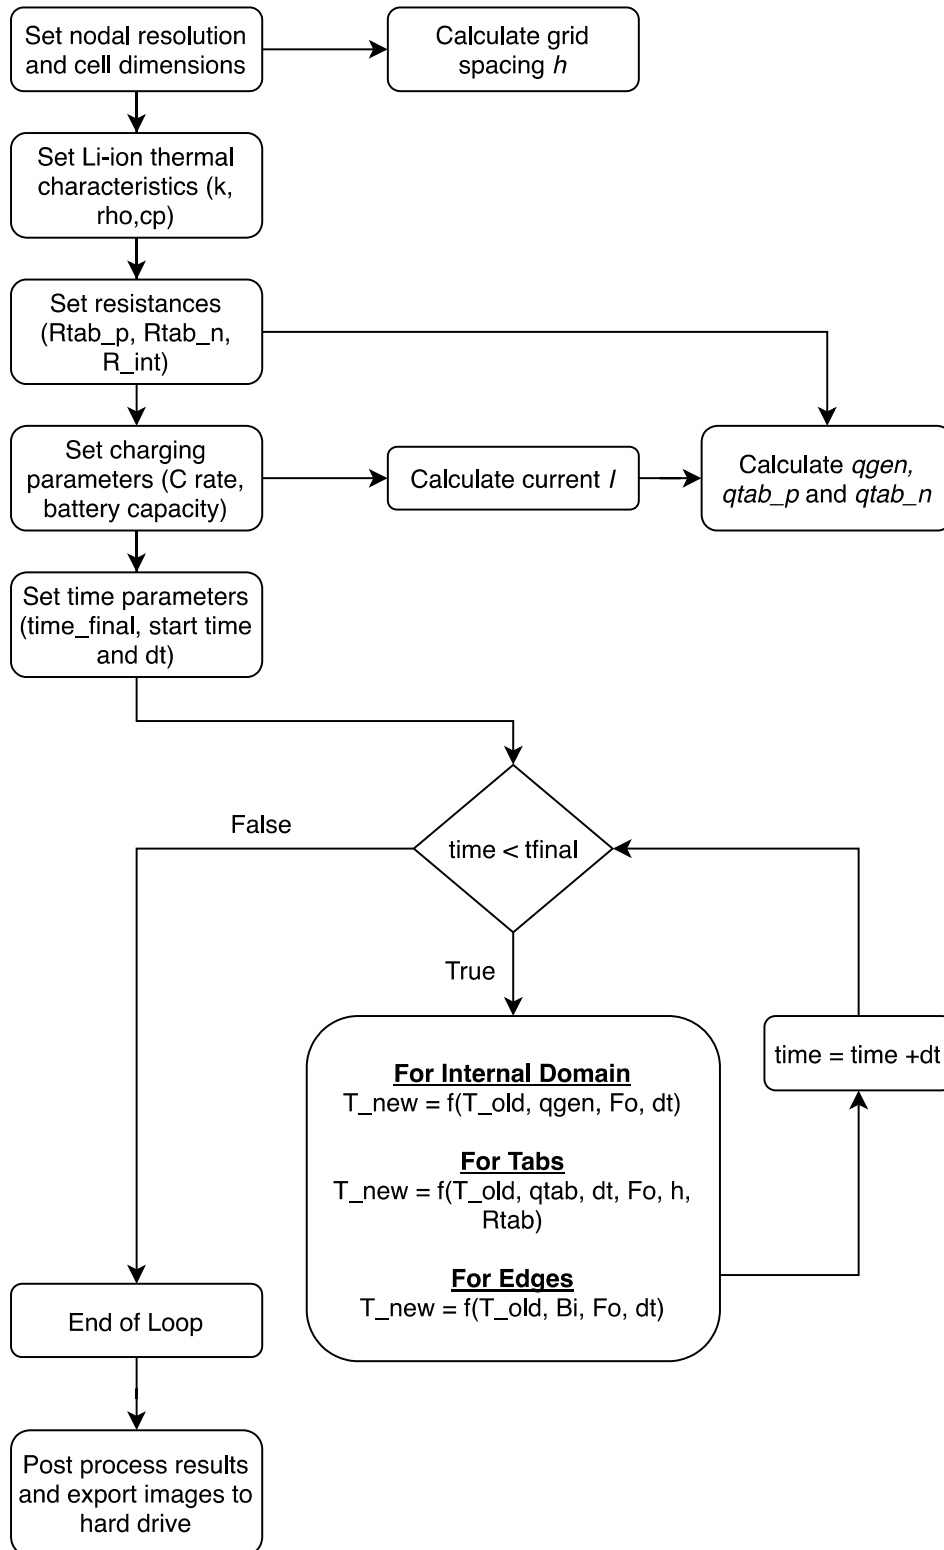 Set nodal resolution
and cell dimensions
Calculate grid
spacing h
Set Li-ion thermal
characteristics (k,
rho,cp)
Set resistances
(Rtab_p, Rtab_n,
R_int)
Set charging
parameters (C rate,
battery capacity)
Calculate current I
Calculate qgen,
qtab_p and qtab_n
Set time parameters
(time_final, start time
and dt)
time < tfinal
False
True
For Internal Domain
T_new = f(T_old, qgen, Fo, dt)
For Tabs
T_new = f(T_old, qtab, dt, Fo, h,
Rtab)
For Edges
T_new = f(T_old, Bi, Fo, dt)
time = time +dt
End of Loop
Post process results
and export images to
hard drive